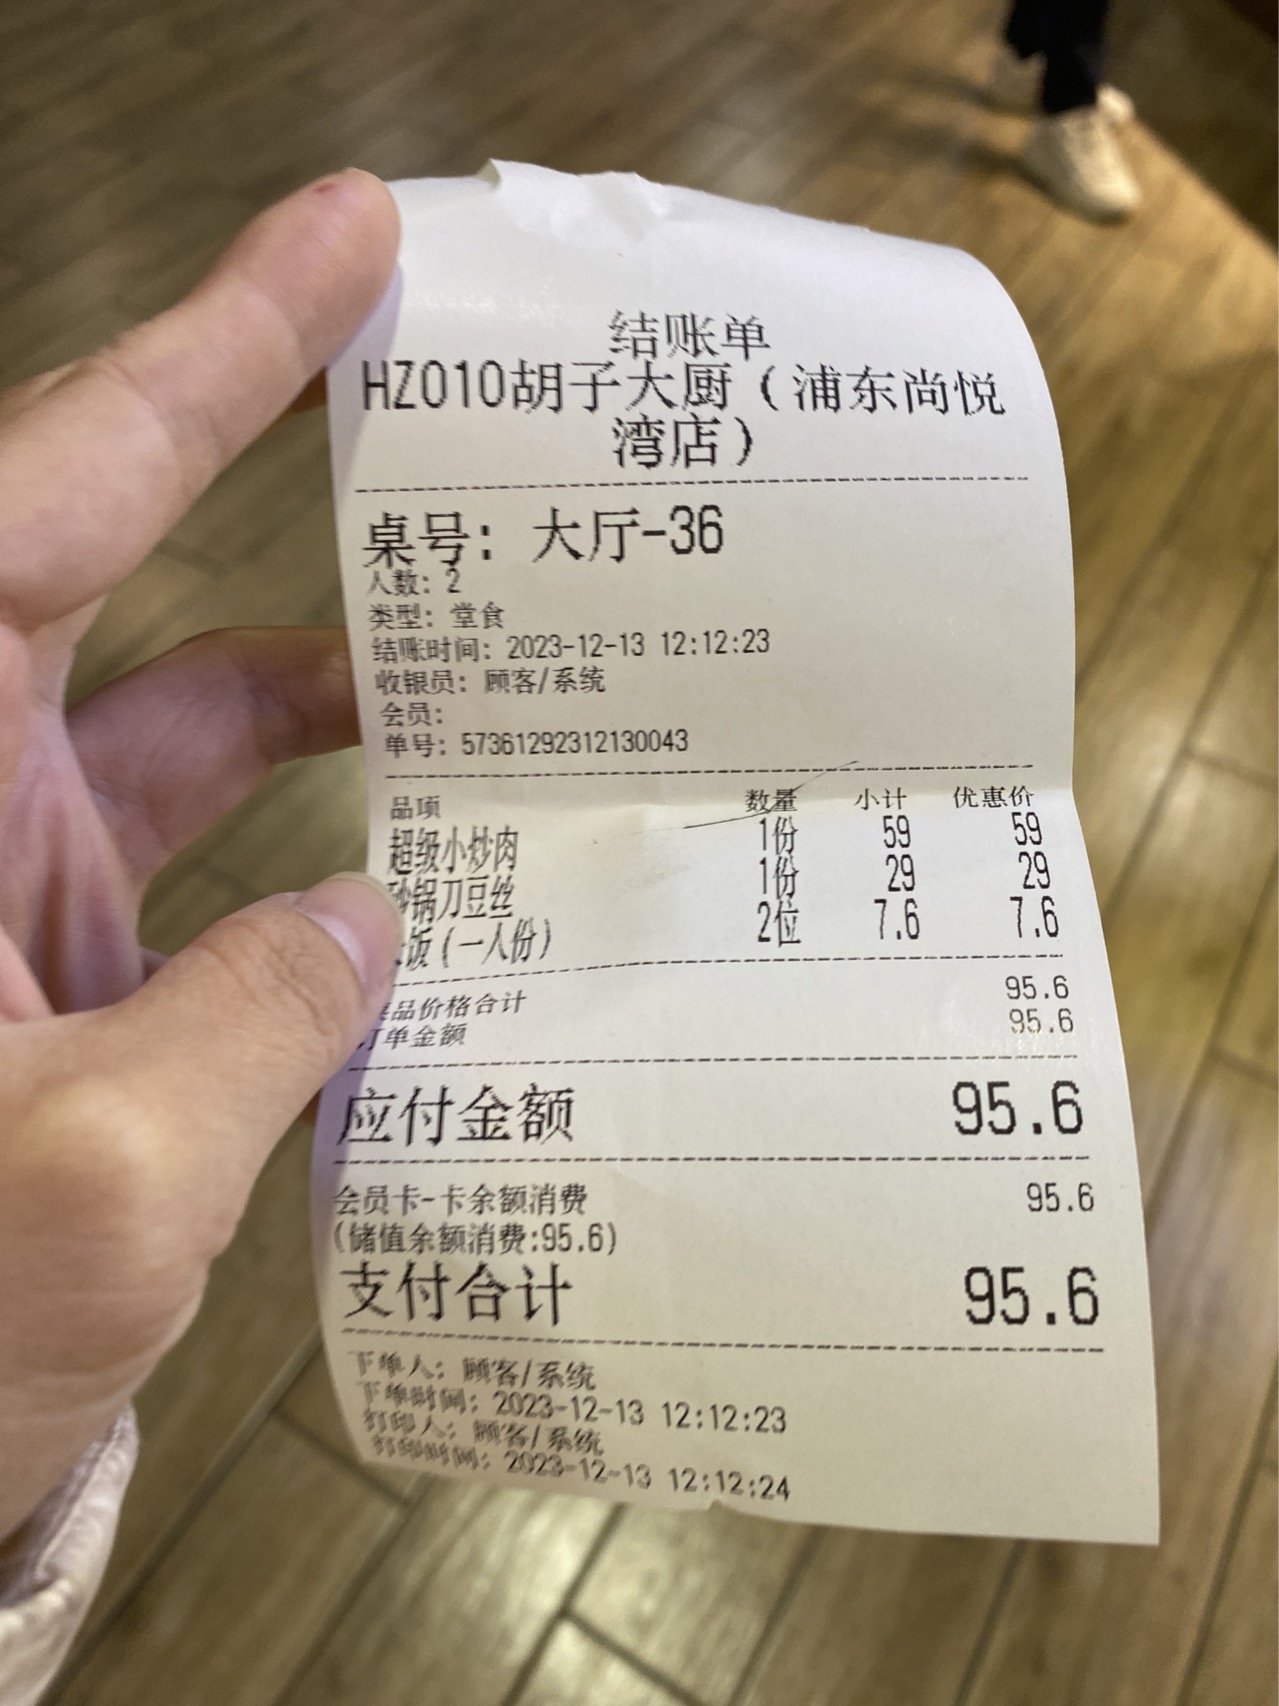 结账单
HZ010胡子大厨(浦东尚悦
湾店)
桌号: 大厅-36
人数: 2
类型: 堂食
结账时间: 2023-12-13 12:12:23
收银员: 顾客/系统
会员:
单号: 57361292312130043
品项 数量 小计 优惠价
超级小炒肉 1份 59 59
砂锅刀豆丝 1份 29 29
饭(一人份) 2位 7.6 7.6
品价格合计 95.6
订单金额 95.6
应付金额 95.6
会员卡-卡余额消费 95.6
(储值余额消费:95.6)
支付合计 95.6
下单人: 顾客/系统
下单时间: 2023-12-13 12:12:23
打印人: 顾客/系统
打印时间: 2023-12-13 12:12:24